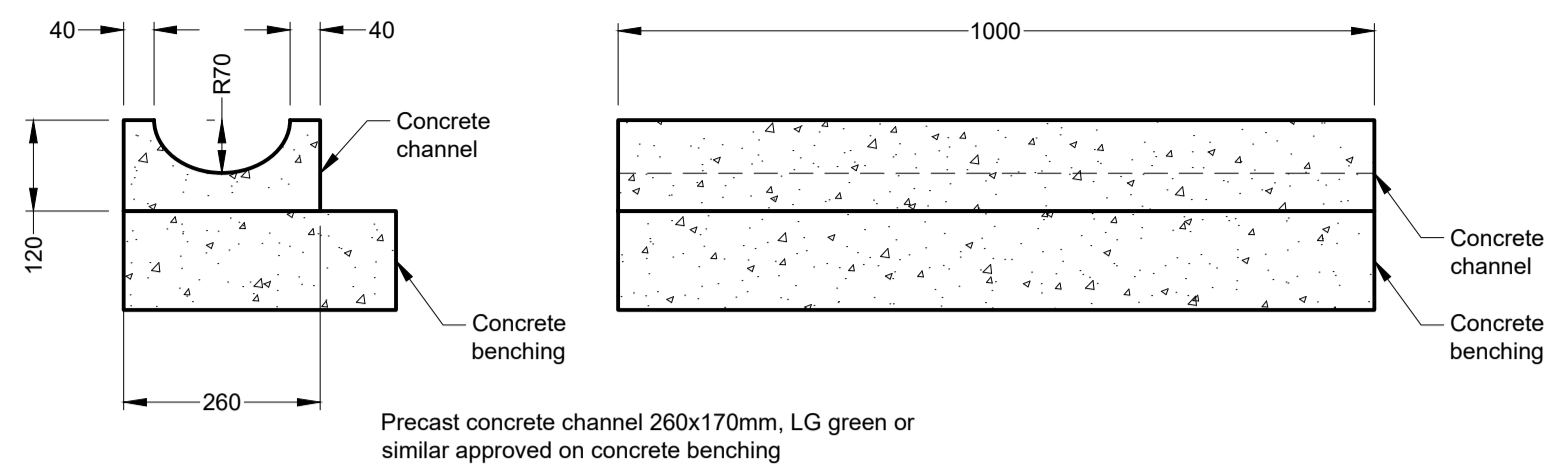 40
40
1000
R70
Concrete
channel
120
Concrete
channel
Concrete
benching
Concrete
benching
260
Precast concrete channel 260x170mm, LG green or
similar approved on concrete benching